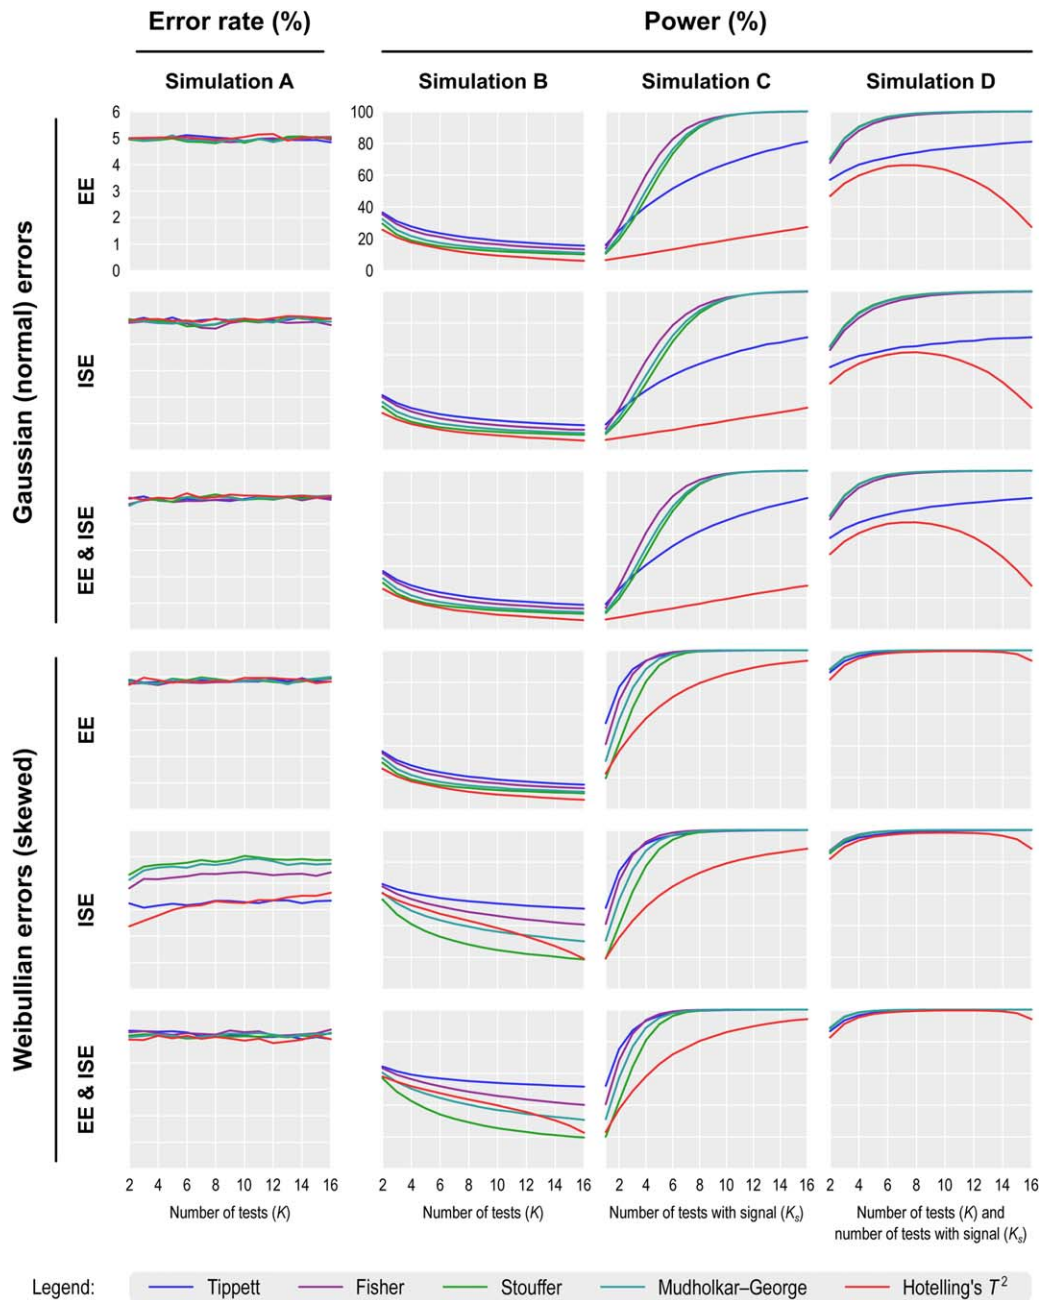 Error rate (%)
Power (%)
Simulation A
Simulation B
Simulation C
Simulation D
Gaussian (normal) errors
EE
6
5
4
3
2
1
0
100
80
60
40
20
0
ISE
EE & ISE
Weibullian errors (skewed)
EE
ISE
EE & ISE
2 4 6 8 10 12 14 16
2 4 6 8 10 12 14 16
2 4 6 8 10 12 14 16
2 4 6 8 10 12 14 16
Number of tests (K)
Number of tests (K)
Number of tests with signal (Kₛ)
Number of tests (K) and
number of tests with signal (Kₛ)
Legend: Tippett Fisher Stouffer Mudholkar–George Hotelling's T²